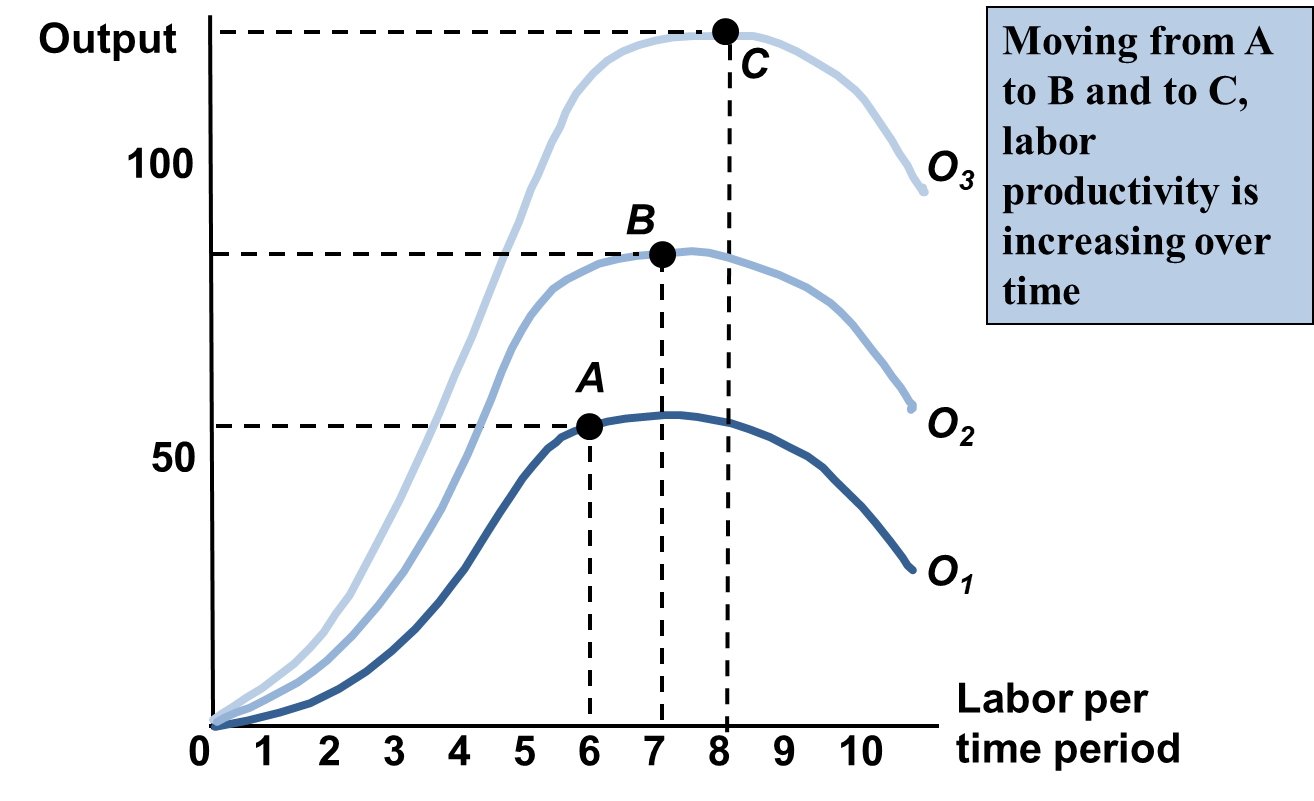 Output
Moving from A
to B and to C,
labor
productivity is
increasing over
time
C
100
O3
B
A
O2
50
O1
Labor per
time period
0 1 2 3 4 5 6 7 8 9 10